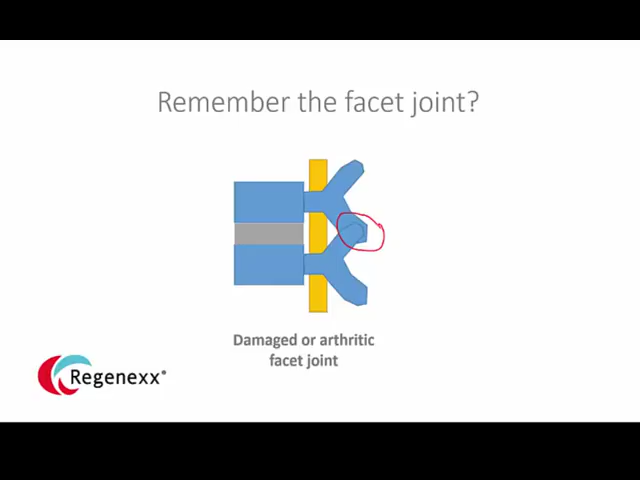 Remember the facet joint?
Damaged or arthritic
facet joint
Regenexx®